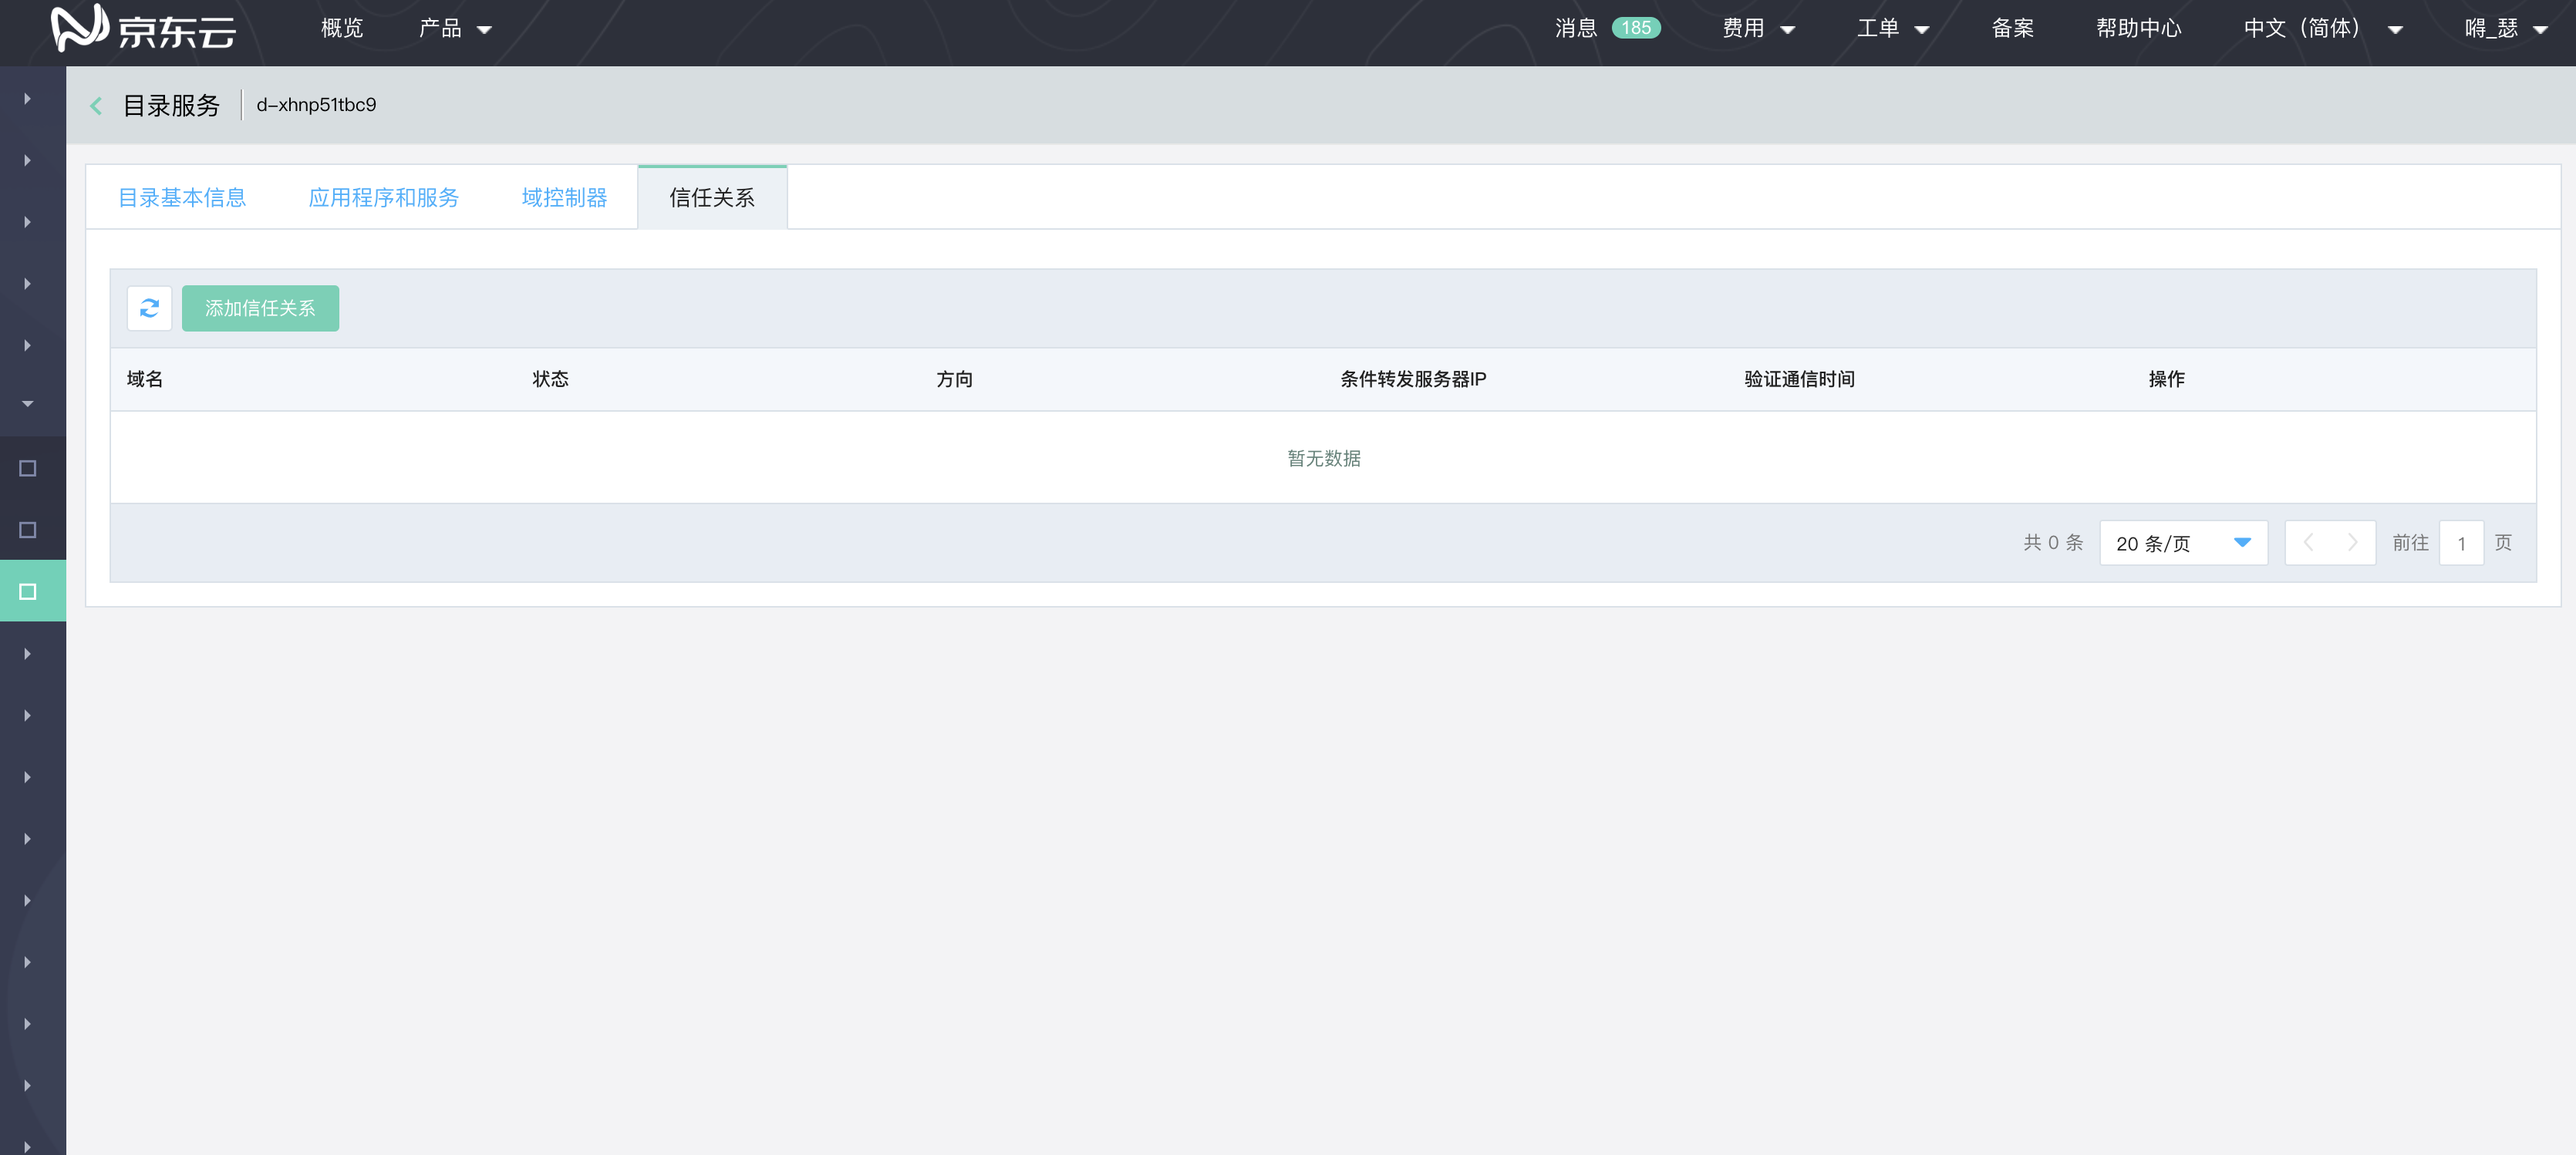 京东云 概览 产品 消息 185 费用 工单 备案 帮助中心 中文（简体） 嘚_瑟
目录服务 d-xhnp51tbc9
目录基本信息 应用程序和服务 域控制器 信任关系
添加信任关系
域名 状态 方向 条件转发服务器IP 验证通信时间 操作
暂无数据
共 0 条 20 条/页 前往 1 页